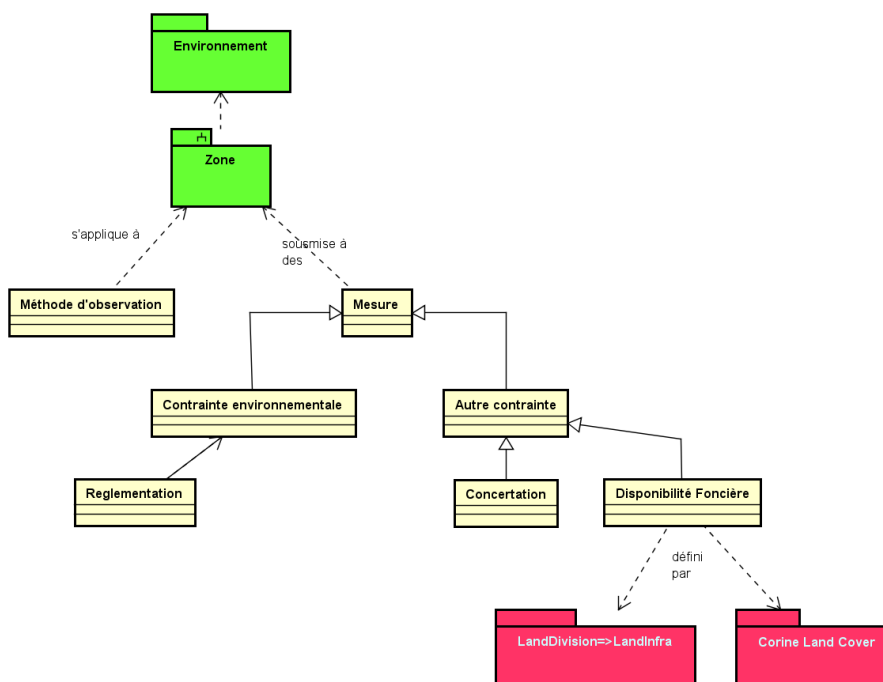 Environnement
Zone
s'applique à
sousmise à
des
Méthode d'observation
Mesure
Contrainte environnementale
Autre contrainte
Reglementation
Concertation
Disponibilité Foncière
défini
par
LandDivision=>LandInfra
Corine Land Cover